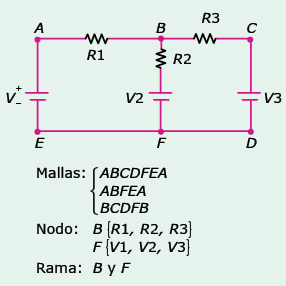 R3
A
B
C
R1
R2
V
+
–
V2
V3
E
F
D
Mallas: { ABCDFEA
ABFEA
BCDFB
Nodo: B {R1, R2, R3}
F {V1, V2, V3}
Rama: B y F